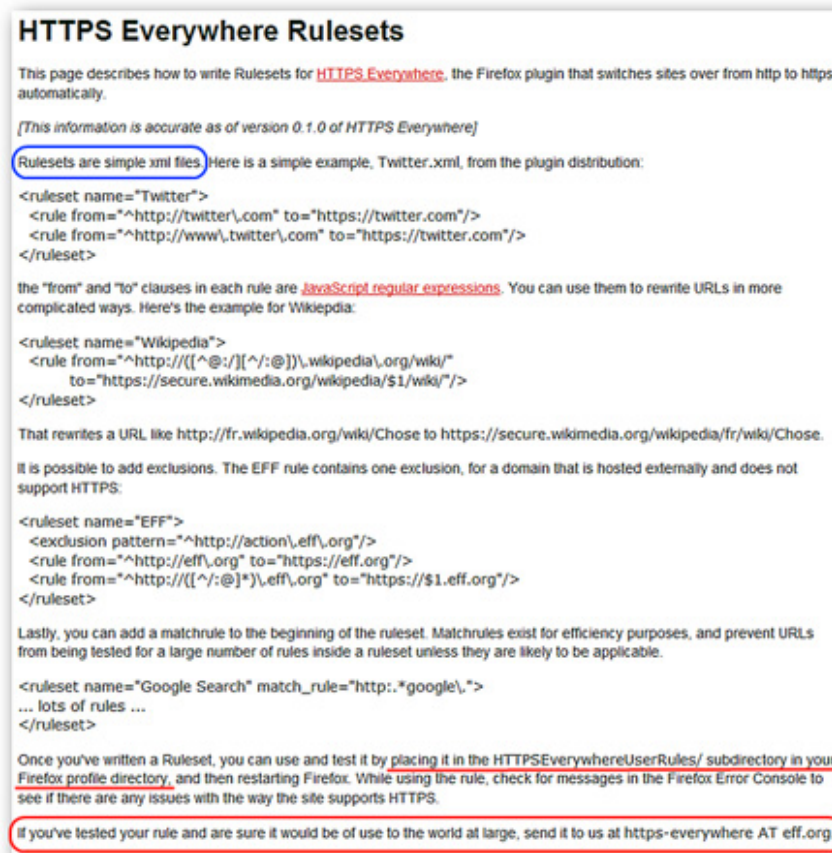 HTTPS Everywhere Rulesets
This page describes how to write Rulesets for HTTPS Everywhere, the Firefox plugin that switches sites over from http to https
automatically.
[This information is accurate as of version 0.1.0 of HTTPS Everywhere]
Rulesets are simple xml files. Here is a simple example, Twitter.xml, from the plugin distribution:
<ruleset name="Twitter">
<rule from="^http://twitter\.com" to="https://twitter.com"/>
<rule from="^http://www\.twitter\.com" to="https://twitter.com"/>
</ruleset>
the "from" and "to" clauses in each rule are JavaScript regular expressions. You can use them to rewrite URLs in more
complicated ways. Here's the example for Wikiepdia:
<ruleset name="Wikipedia">
<rule from="^http://([^@:/][^/:@])\.wikipedia\.org/wiki/"
to="https://secure.wikimedia.org/wikipedia/$1/wiki/"/>
</ruleset>
That rewrites a URL like http://fr.wikipedia.org/wiki/Chose to https://secure.wikimedia.org/wikipedia/fr/wiki/Chose.
It is possible to add exclusions. The EFF rule contains one exclusion, for a domain that is hosted externally and does not
support HTTPS:
<ruleset name="EFF">
<exclusion pattern="^http://action\.eff\.org"/>
<rule from="^http://eff\.org" to="https://eff.org"/>
<rule from="^http://([^/:@]*)\.eff\.org" to="https://$1.eff.org"/>
</ruleset>
Lastly, you can add a matchrule to the beginning of the ruleset. Matchrules exist for efficiency purposes, and prevent URLs
from being tested for a large number of rules inside a ruleset unless they are likely to be applicable.
<ruleset name="Google Search" match_rule="http:.*google\.">
... lots of rules ...
</ruleset>
Once you've written a Ruleset, you can use and test it by placing it in the HTTPSEverywhereUserRules/ subdirectory in your
Firefox profile directory, and then restarting Firefox. While using the rule, check for messages in the Firefox Error Console to
see if there are any issues with the way the site supports HTTPS.
If you've tested your rule and are sure it would be of use to the world at large, send it to us at https-everywhere AT eff.org